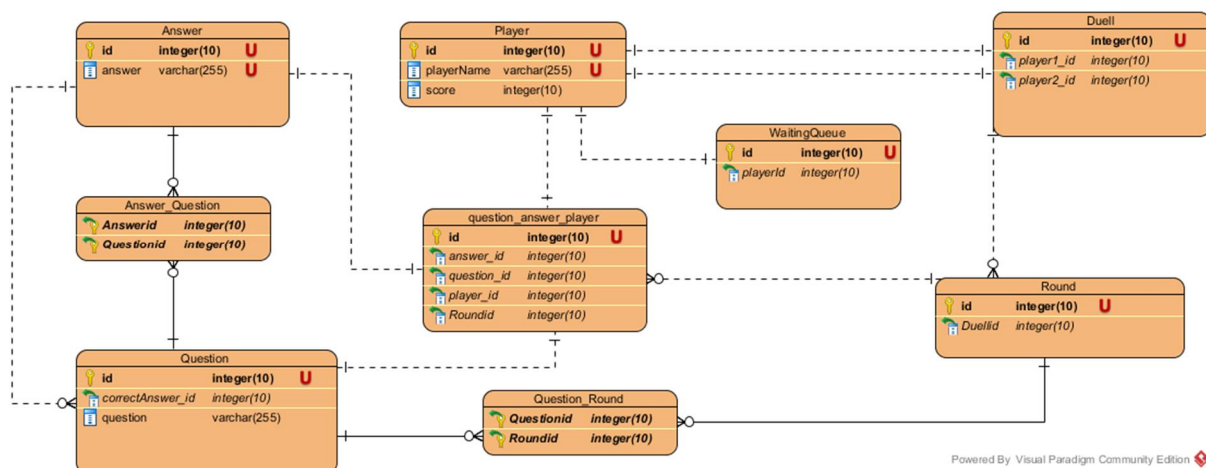 Answer
id integer(10) U
answer varchar(255) U
Player
id integer(10) U
playerName varchar(255) U
score integer(10)
Duell
id integer(10) U
player1_id integer(10)
player2_id integer(10)
WaitingQueue
id integer(10) U
playerId integer(10)
Answer_Question
Answerid integer(10)
Questionid integer(10)
question_answer_player
id integer(10) U
answer_id integer(10)
question_id integer(10)
player_id integer(10)
Roundid integer(10)
Round
id integer(10) U
Duellid integer(10)
Question
id integer(10) U
correctAnswer_id integer(10)
question varchar(255)
Question_Round
Questionid integer(10)
Roundid integer(10)
Powered By Visual Paradigm Community Edition